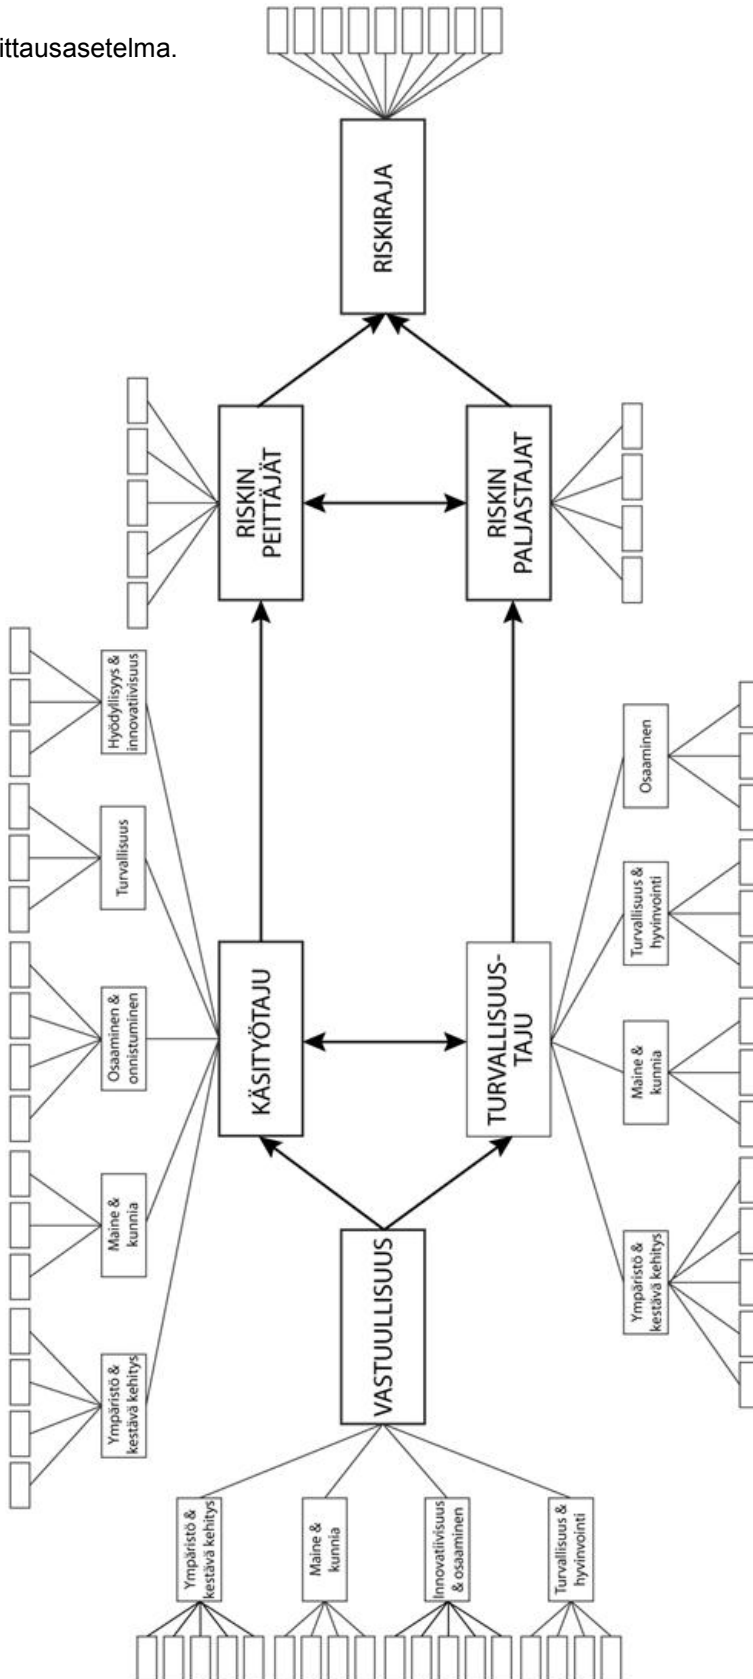 ittausasetelma.
RISKIRAJA
RISKIN
PEITTÄJÄT
RISKIN
PALJASTAJAT
Hyödyllisyys &
innovatiivisuus
Turvallisuus
Osaaminen &
onnistuminen
Maine &
kunnia
Ympäristö &
kestävä kehitys
KÄSITYÖTAJU
TURVALLISUUS-
TAJU
Osaaminen
Turvallisuus &
hyvinvointi
Maine &
kunnia
Ympäristö &
kestävä kehitys
VASTUULLISUUS
Ympäristö &
kestävä kehitys
Maine &
kunnia
Innovatiivisuus
& osaaminen
Turvallisuus &
hyvinvointi